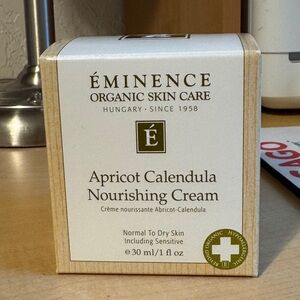 ÉMINENCE
ORGANIC SKIN CARE
HUNGARY · SINCE 1958
É
Apricot Calendula
Nourishing Cream
Crème nourissante Abricot-Calendula
Normal To Dry Skin
Including Sensitive
℮ 30 ml/1 fl oz